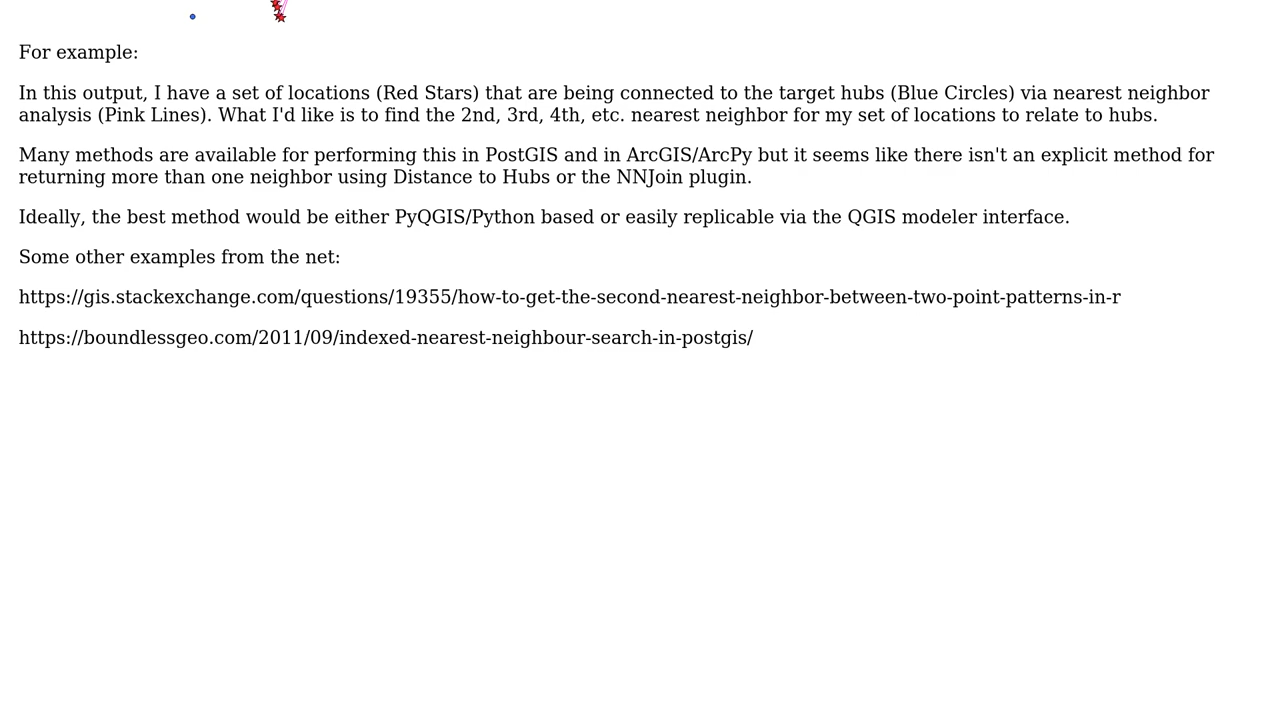 For example:
In this output, I have a set of locations (Red Stars) that are being connected to the target hubs (Blue Circles) via nearest neighbor
analysis (Pink Lines). What I'd like is to find the 2nd, 3rd, 4th, etc. nearest neighbor for my set of locations to relate to hubs.
Many methods are available for performing this in PostGIS and in ArcGIS/ArcPy but it seems like there isn't an explicit method for
returning more than one neighbor using Distance to Hubs or the NNJoin plugin.
Ideally, the best method would be either PyQGIS/Python based or easily replicable via the QGIS modeler interface.
Some other examples from the net:
https://gis.stackexchange.com/questions/19355/how-to-get-the-second-nearest-neighbor-between-two-point-patterns-in-r
https://boundlessgeo.com/2011/09/indexed-nearest-neighbour-search-in-postgis/